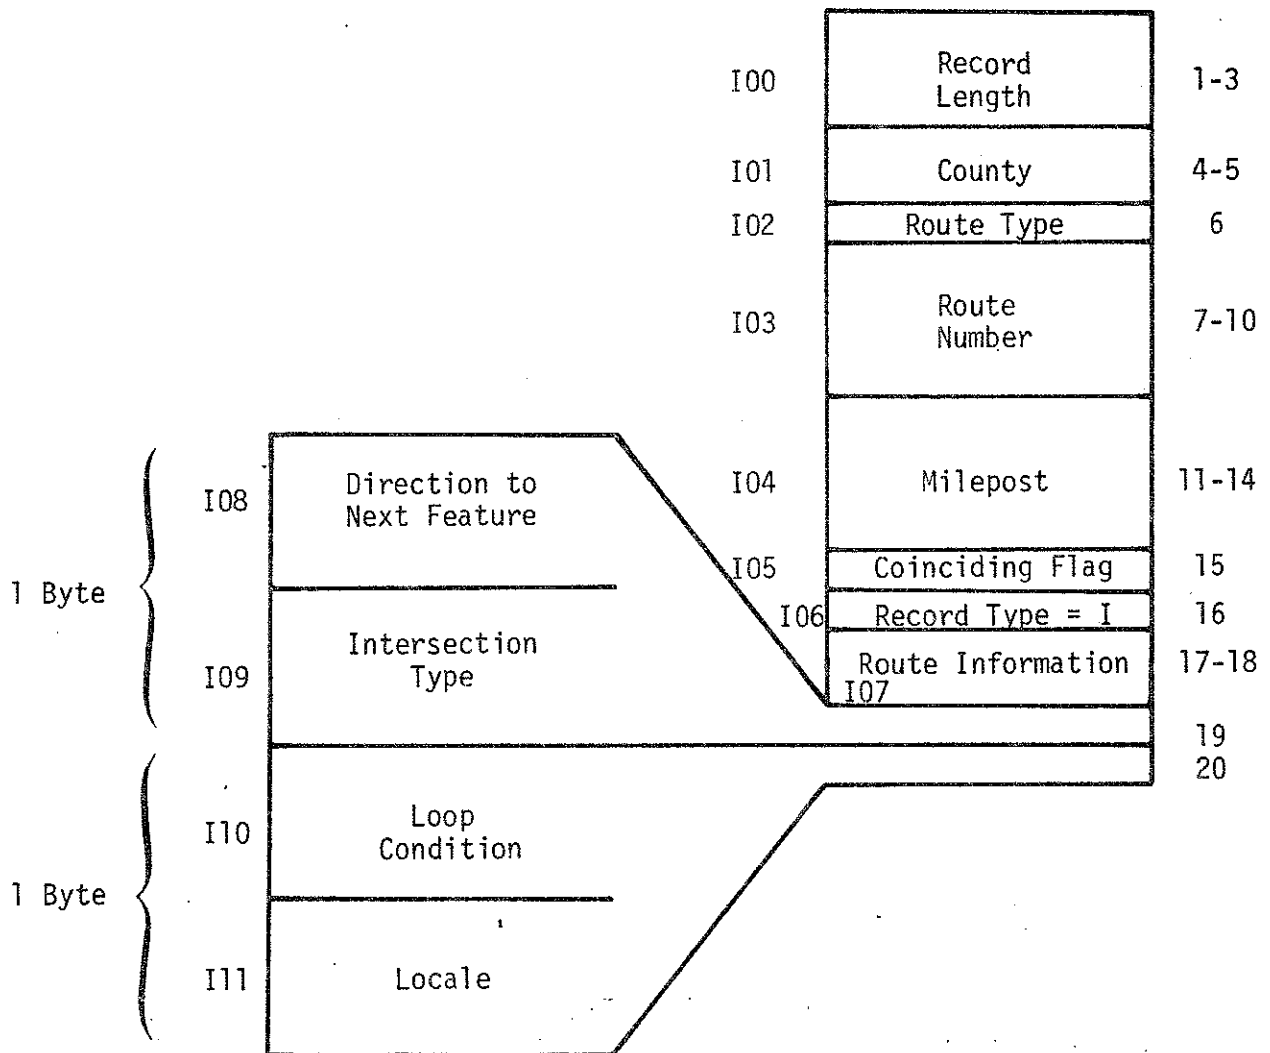 I00 Record Length 1-3
I01 County 4-5
I02 Route Type 6
I03 Route Number 7-10
I04 Milepost 11-14
I05 Coinciding Flag 15
I06 Record Type = I 16
Route Information 17-18
I07
19
20
1 Byte
I08 Direction to Next Feature
I09 Intersection Type
1 Byte
I10 Loop Condition
I11 Locale